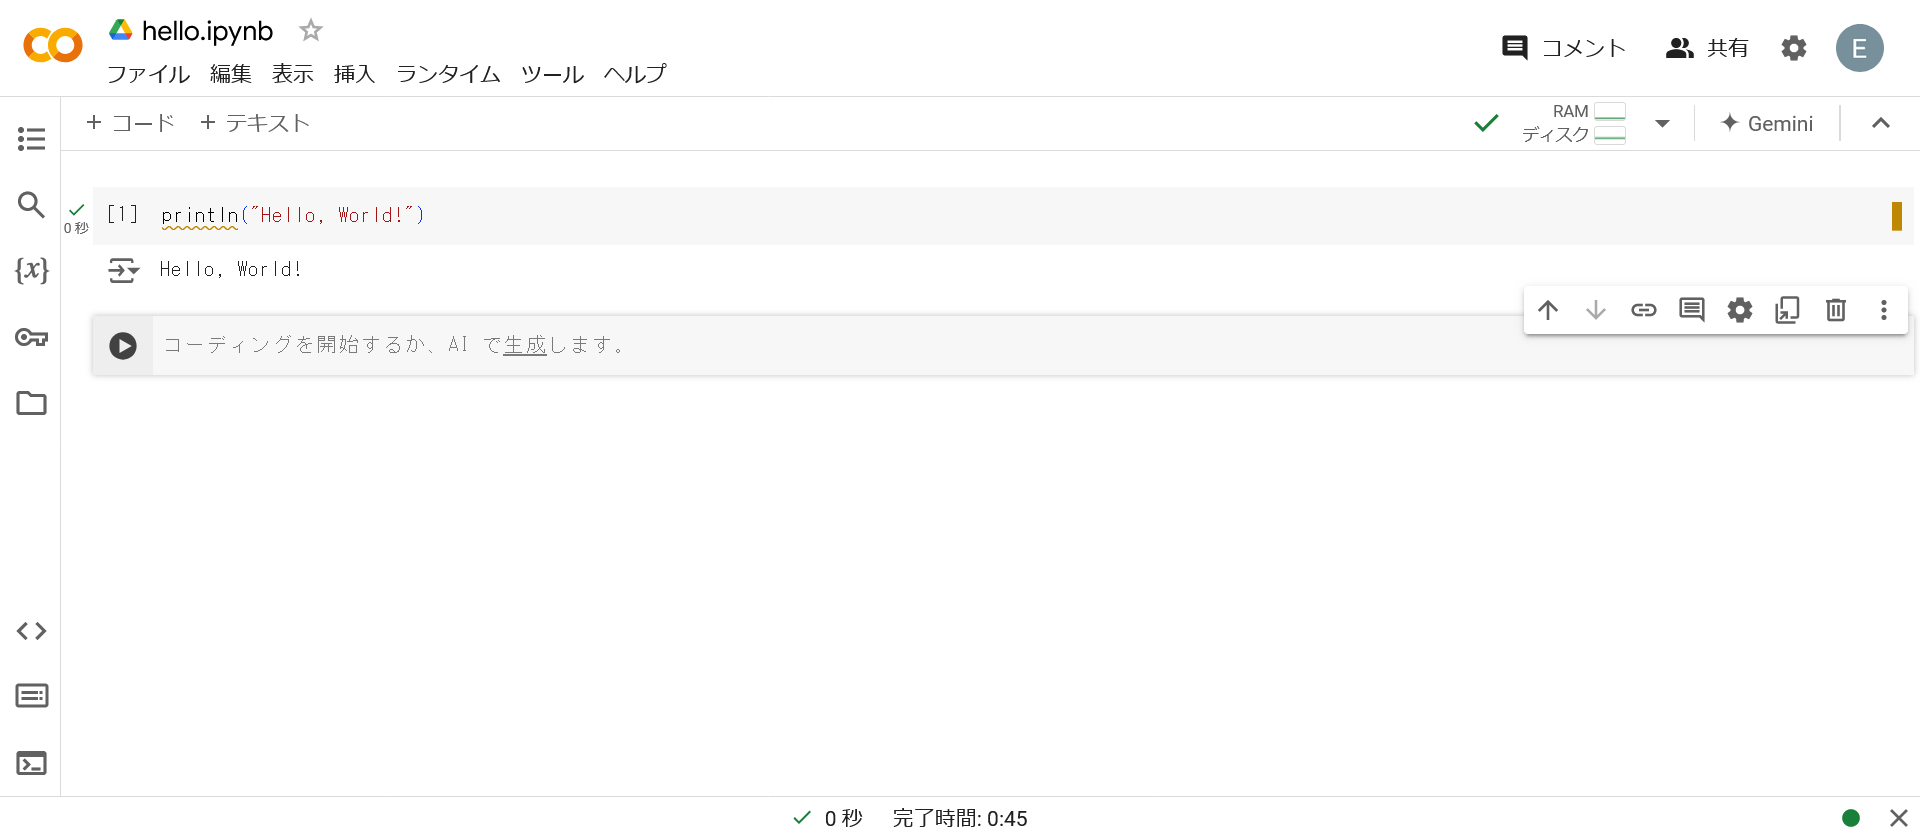 hello.ipynb
ファイル 編集 表示 挿入 ランタイム ツール ヘルプ
コメント 共有 E
+ コード + テキスト
RAM
ディスク
Gemini
[1] println("Hello, World!")
0 秒
Hello, World!
{x}
コーディングを開始するか、AI で生成します。
0 秒 完了時間: 0:45